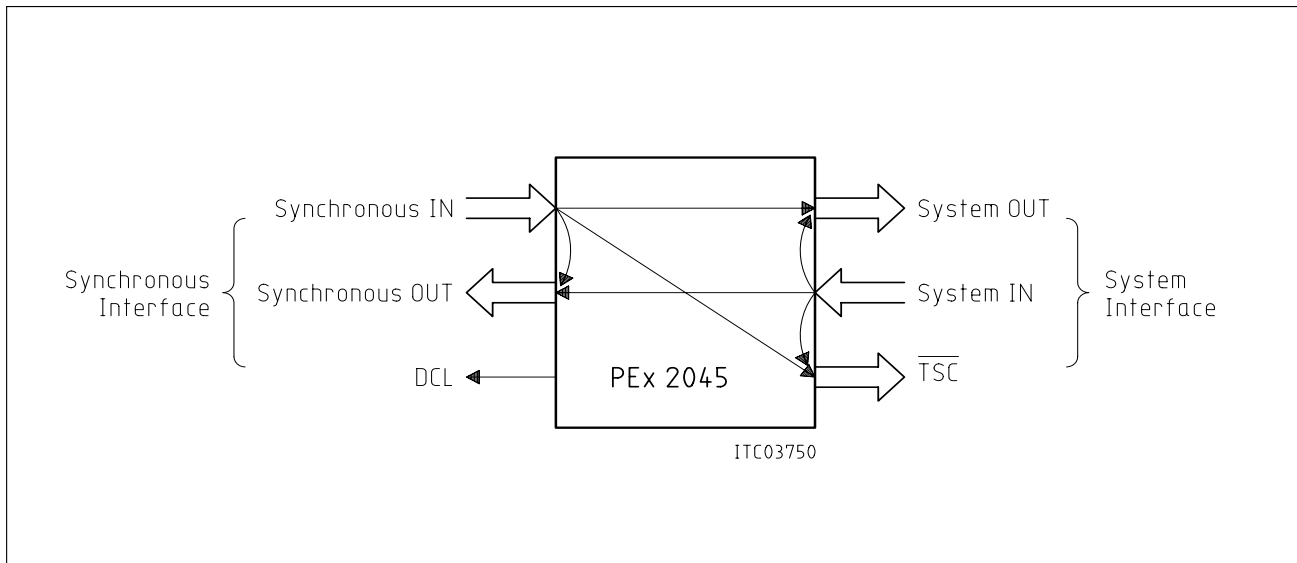 Synchronous IN
System OUT
Synchronous
Interface
Synchronous OUT
System IN
System
Interface
DCL
PEx 2045
TSC
ITC03750